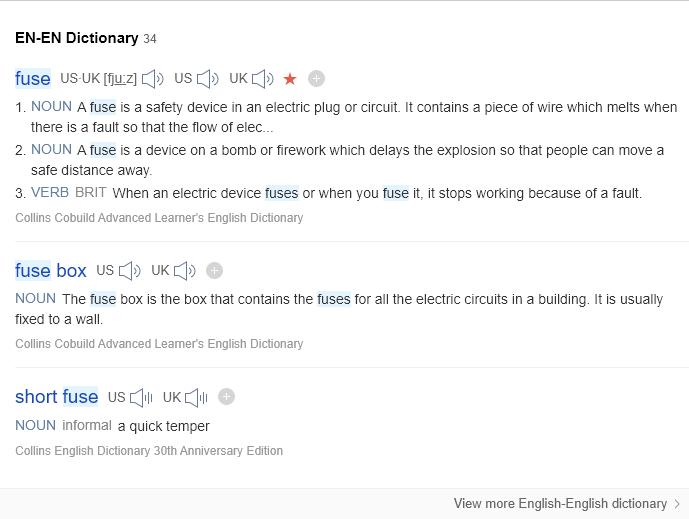 EN-EN Dictionary 34
fuse US·UK [fju:z] US UK
1. NOUN A fuse is a safety device in an electric plug or circuit. It contains a piece of wire which melts when
there is a fault so that the flow of elec...
2. NOUN A fuse is a device on a bomb or firework which delays the explosion so that people can move a
safe distance away.
3. VERB BRIT When an electric device fuses or when you fuse it, it stops working because of a fault.
Collins Cobuild Advanced Learner's English Dictionary
fuse box US UK
NOUN The fuse box is the box that contains the fuses for all the electric circuits in a building. It is usually
fixed to a wall.
Collins Cobuild Advanced Learner's English Dictionary
short fuse US UK
NOUN informal a quick temper
Collins English Dictionary 30th Anniversary Edition
View more English-English dictionary >